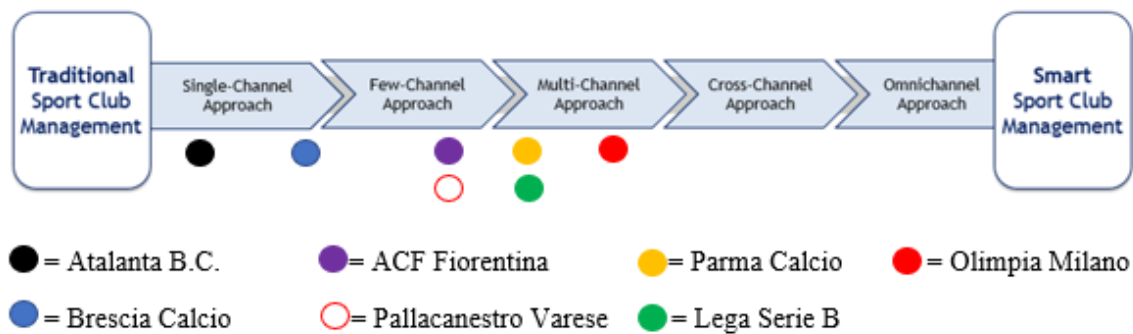 Traditional
Sport Club
Management
Single-Channel
Approach
Few-Channel
Approach
Multi-Channel
Approach
Cross-Channel
Approach
Omnichannel
Approach
Smart
Sport Club
Management
= Atalanta B.C.
= ACF Fiorentina
= Parma Calcio
= Olimpia Milano
= Brescia Calcio
= Pallacanestro Varese
= Lega Serie B